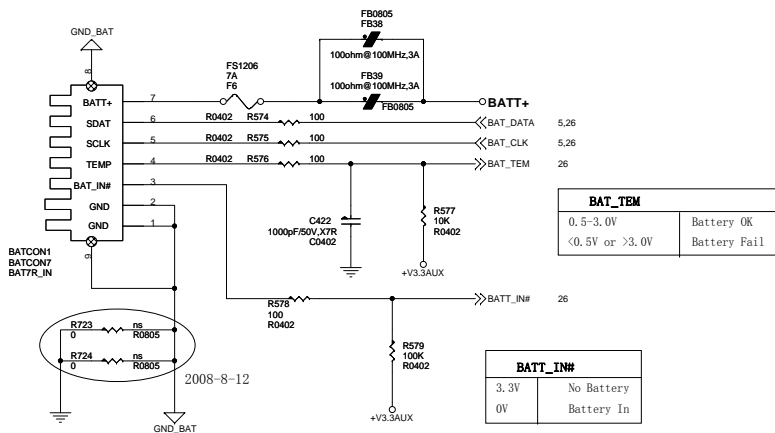 GND_BAT
8
BATT+
SDAT
SCLK
TEMP
BAT_IN#
GND
GND
7
6
5
4
3
2
1
9
BATCON1
BATCON7
BAT7R_IN
FS1206
7A
F6
FB0805
FB38
100ohm@100MHz,3A
FB39
100ohm@100MHz,3A
FB0805
BATT+
R0402 R574 100
BAT_DATA 5,26
R0402 R575 100
BAT_CLK 5,26
R0402 R576 100
BAT_TEM 26
C422
1000pF/50V,X7R
C0402
R577
10K
R0402
+V3.3AUX
R578
100
R0402
BATT_IN# 26
R579
100K
R0402
+V3.3AUX
R723 ns
0 R0805
R724 ns
0 R0805
2008-8-12
GND_BAT
BAT_TEM
0.5-3.0V Battery OK
<0.5V or >3.0V Battery Fail
BATT_IN#
3.3V No Battery
0V Battery In